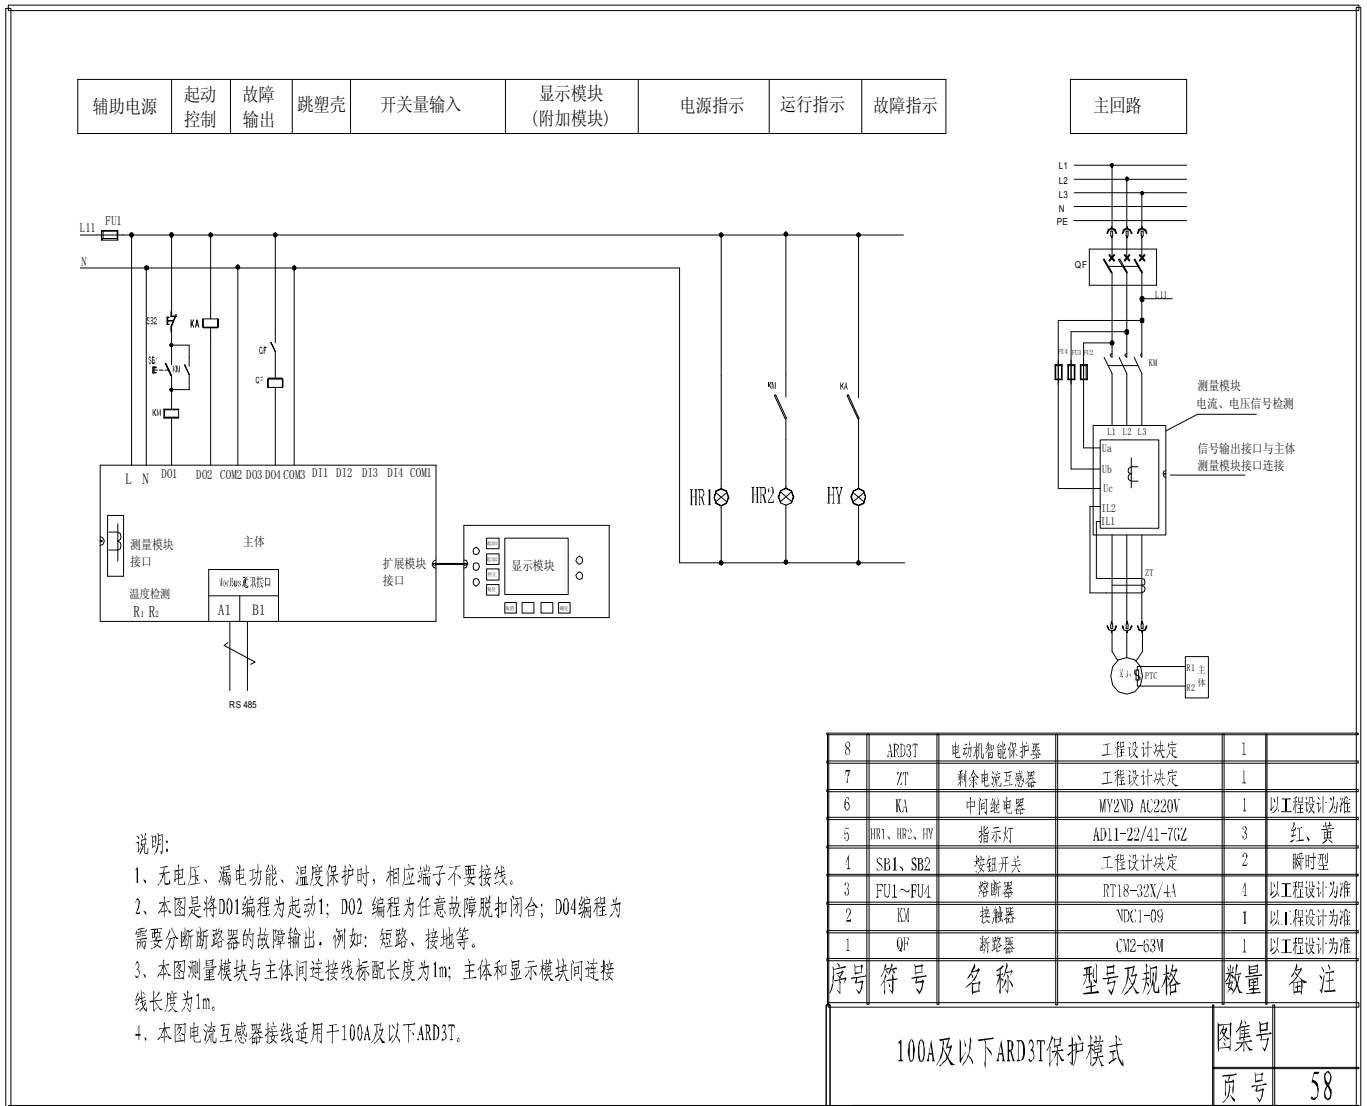 辅助电源
起动
控制
故障
输出
跳塑壳
开关量输入
显示模块
(附加模块)
电源指示
运行指示
故障指示
主回路
L1
L2
L3
N
PE
QF
L11
FU4 FU3 FU2
KM
测量模块
电流、电压信号检测
信号输出接口与主体
测量模块接口连接
L1 L2 L3
Ua
Ub
Uc
IL2
IL1
ZT
PTC
R1
R2
主
体
L11
FU1
N
SB2
KA
SB1
KM
KM
QF
QF
KM
KA
HR1
HR2
HY
L N DO1 DO2 COM2 DO3 DO4 COM3 DI1 DI2 DI3 DI4 COM1
测量模块
接口
主体
扩展模块
接口
显示模块
温度检测
R1 R2
ModBus通讯接口
A1 B1
RS485
说明:
1、无电压、漏电功能、温度保护时，相应端子不要接线。
2、本图是将DO1编程为起动1; DO2 编程为任意故障脱扣闭合; DO4编程为
需要分断断路器的故障输出。例如: 短路、接地等。
3、本图测量模块与主体间连接线标配长度为1m; 主体和显示模块间连接
线长度为1m。
4、本图电流互感器接线适用于100A及以下ARD3T。
8 ARD3T 电动机智能保护器 工程设计决定 1
7 ZT 剩余电流互感器 工程设计决定 1
6 KA 中间继电器 MY2ND AC220V 1 以工程设计为准
5 HR1、HR2、HY 指示灯 AD11-22/41-7GZ 3 红、黄
4 SB1、SB2 按钮开关 工程设计决定 2 瞬时型
3 FU1~FU4 熔断器 RT18-32X/4A 4 以工程设计为准
2 KM 接触器 NDC1-09 1 以工程设计为准
1 QF 断路器 CM2-63M 1 以工程设计为准
序号 符号 名称 型号及规格 数量 备注
100A及以下ARD3T保护模式
图集号
页号 58